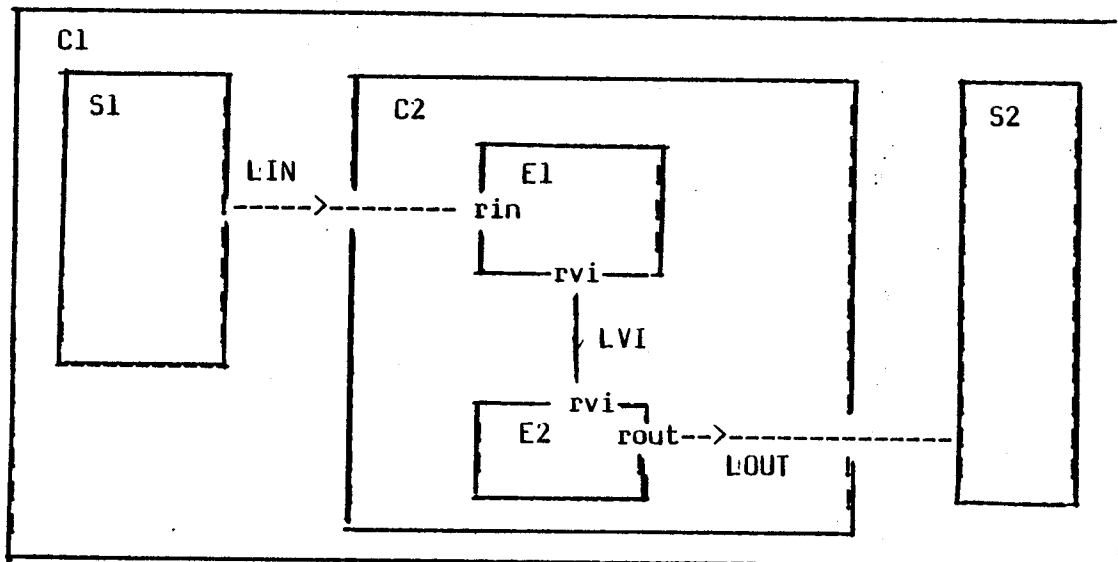 C1
S1
C2
S2
E1
LIN
rin
rvi
LVI
rvi
E2
rout
LOUT